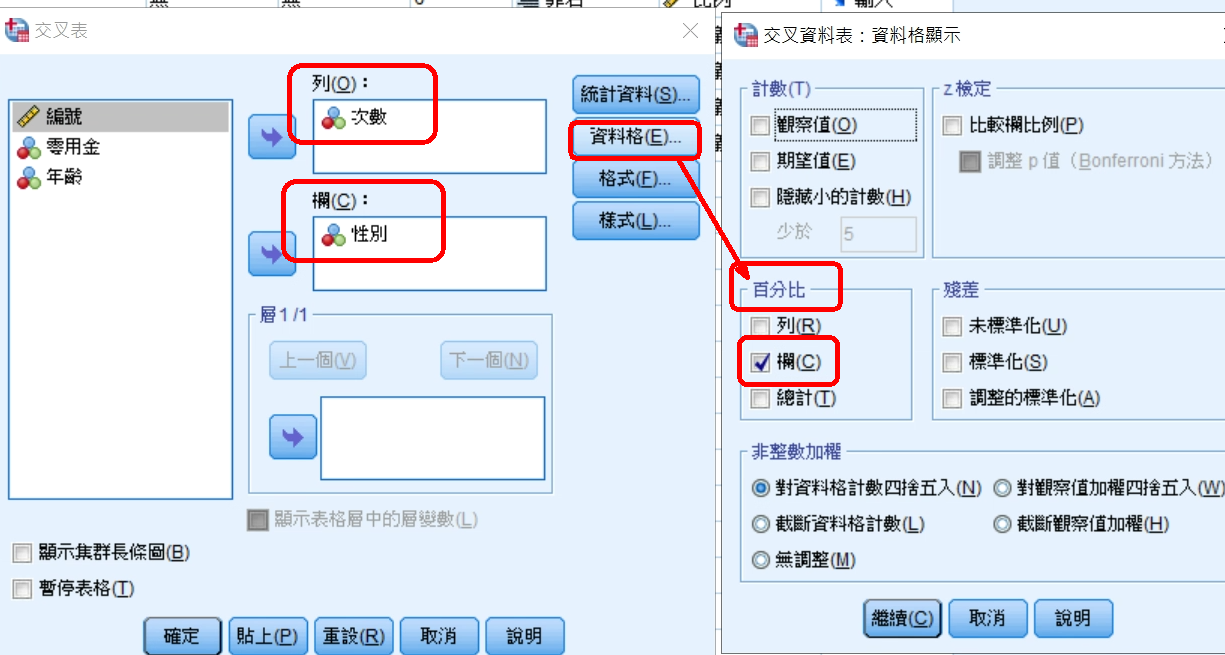 無
無
0
罪名
比例
輸入
交叉表
列(O)：
次數
編號
零用金
年齡
欄(C)：
性別
統計資料(S)...
資料格(E)...
格式(F)...
樣式(L)...
層 1 /1
上一個(V)
下一個(N)
顯示表格層中的層變數(L)
顯示集群長條圖(B)
暫停表格(T)
確定
貼上(P)
重設(R)
取消
說明
交叉資料表：資料格顯示
計數(T)
觀察值(O)
期望值(E)
隱藏小的計數(H)
少於 5
z 檢定
比較欄比例(P)
調整 p 值（Bonferroni 方法)
百分比
列(R)
欄(C)
總計(T)
殘差
未標準化(U)
標準化(S)
調整的標準化(A)
非整數加權
對資料格計數四捨五入(N)
對觀察值加權四捨五入(W)
截斷資料格計數(L)
截斷觀察值加權(H)
無調整(M)
繼續(C)
取消
說明